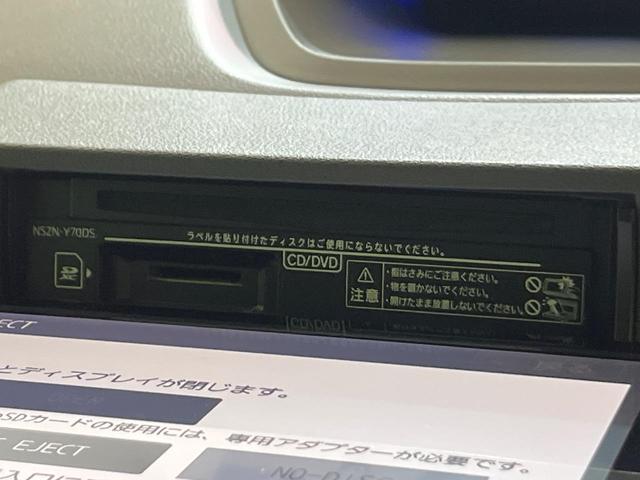 NSZN-Y70DS
ラベルを貼り付けたディスクはご使用にならないでください。
CD/DVD
SD XC
注意
・指はさみにご注意ください。
・物を置かないでください。
・開けたまま放置しないでください。
EJECT
とディスプレイが閉じます。
SDカードの使用には、専用アダプターが必要です。
EJECT